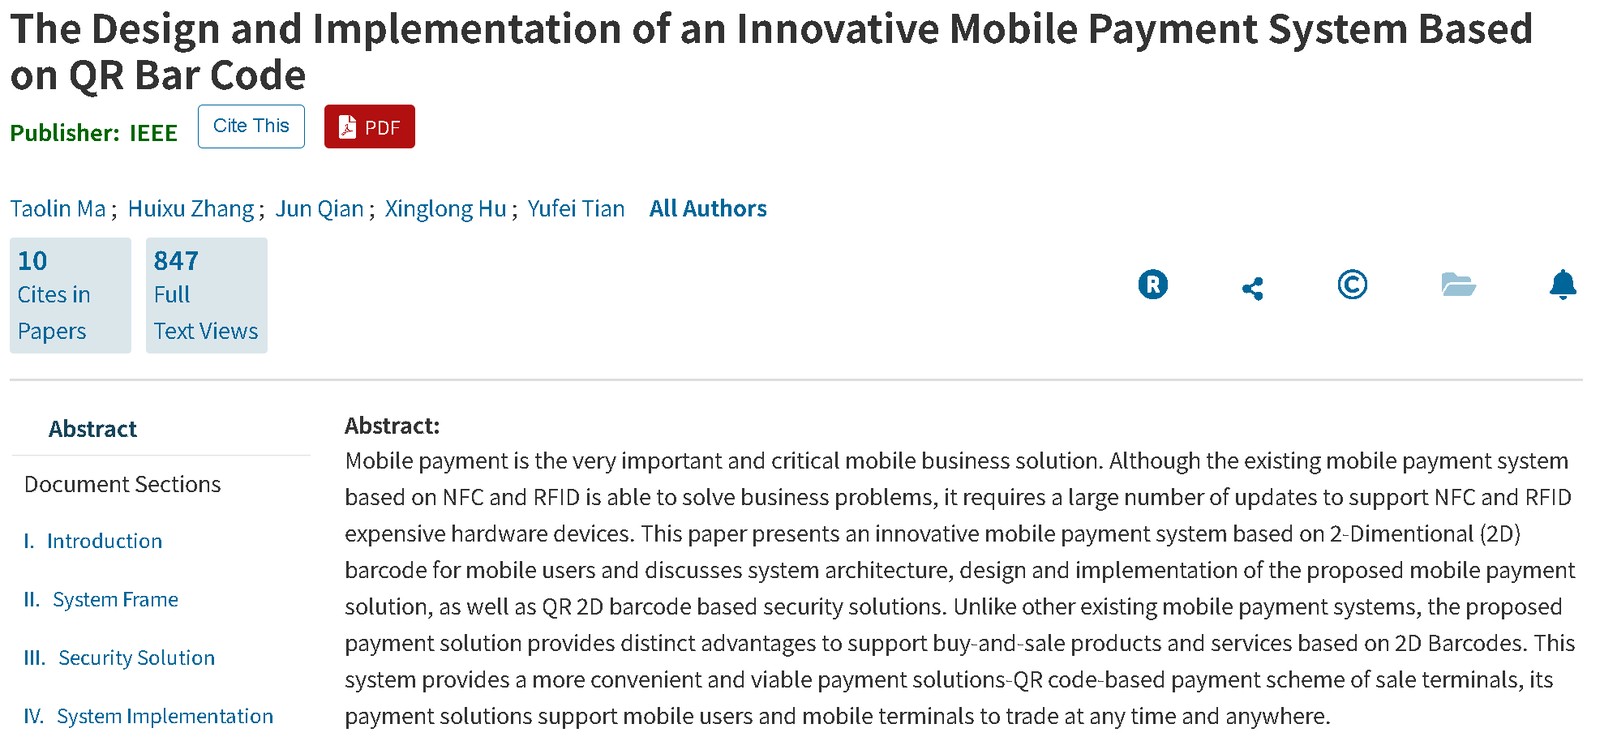 The Design and Implementation of an Innovative Mobile Payment System Based
on QR Bar Code
Publisher: IEEE
Cite This
PDF
Taolin Ma ; Huixu Zhang ; Jun Qian ; Xinglong Hu ; Yufei Tian All Authors
10
Cites in
Papers
847
Full
Text Views
R
©
Abstract
Document Sections
I. Introduction
II. System Frame
III. Security Solution
IV. System Implementation
Abstract:
Mobile payment is the very important and critical mobile business solution. Although the existing mobile payment system
based on NFC and RFID is able to solve business problems, it requires a large number of updates to support NFC and RFID
expensive hardware devices. This paper presents an innovative mobile payment system based on 2-Dimentional (2D)
barcode for mobile users and discusses system architecture, design and implementation of the proposed mobile payment
solution, as well as QR 2D barcode based security solutions. Unlike other existing mobile payment systems, the proposed
payment solution provides distinct advantages to support buy-and-sale products and services based on 2D Barcodes. This
system provides a more convenient and viable payment solutions-QR code-based payment scheme of sale terminals, its
payment solutions support mobile users and mobile terminals to trade at any time and anywhere.